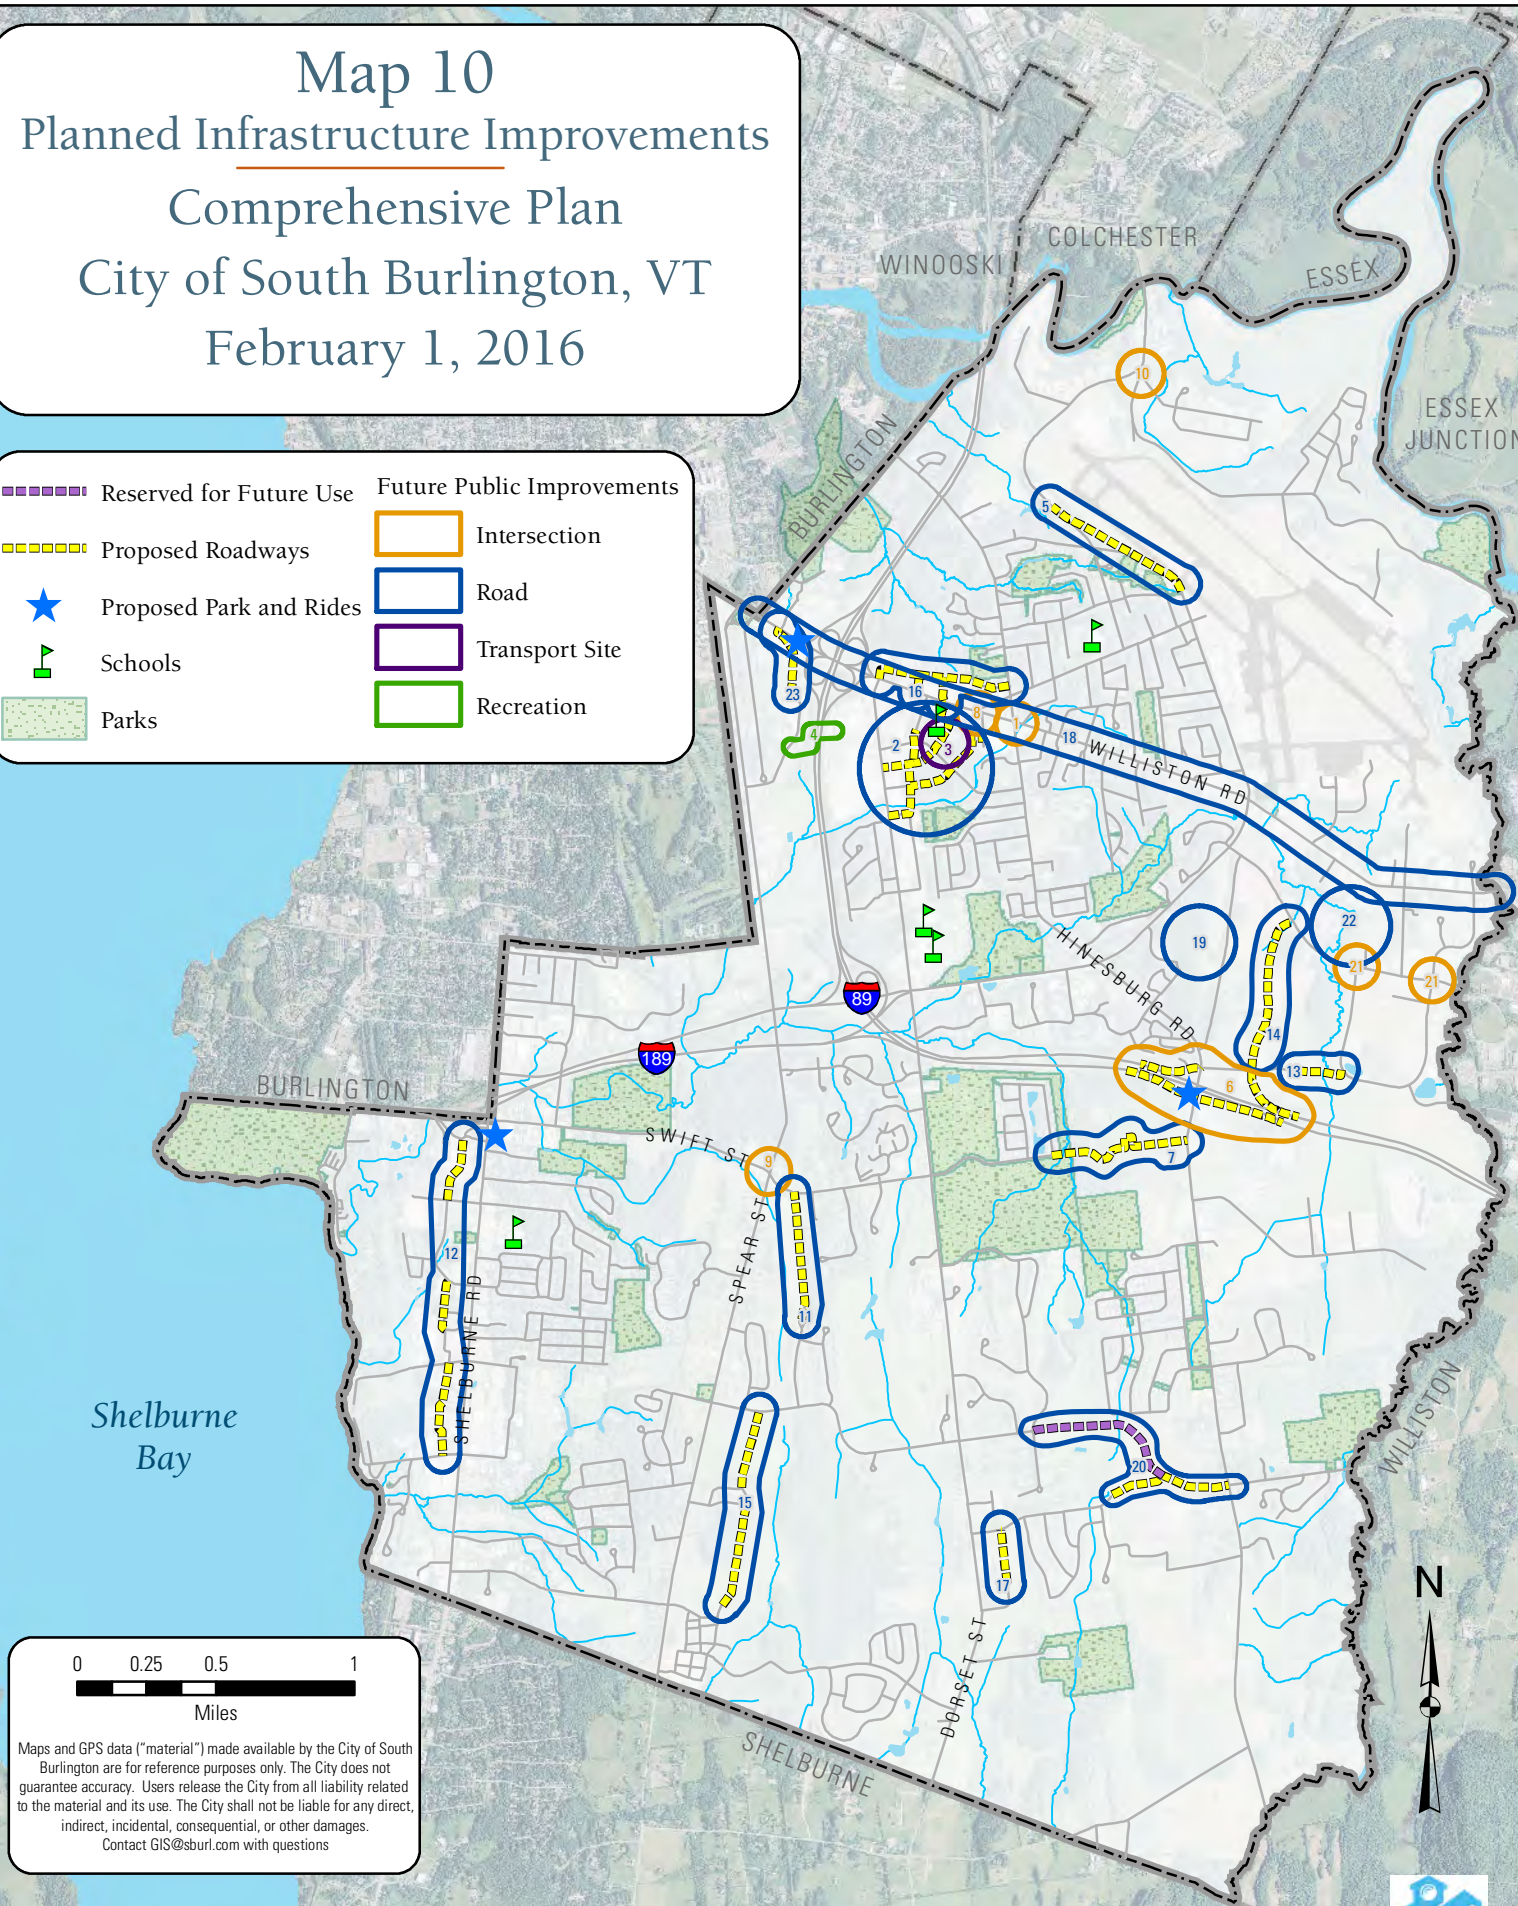 Map 10
Planned Infrastructure Improvements
Comprehensive Plan
City of South Burlington, VT
February 1, 2016
Reserved for Future Use
Proposed Roadways
Proposed Park and Rides
Schools
Parks
Future Public Improvements
Intersection
Road
Transport Site
Recreation
WINOOSKI
COLCHESTER
ESSEX
ESSEX
JUNCTION
BURLINGTON
10
5
23
16
4
2
3
8
1
18
WILLISTON RD
19
22
21
21
HINESBURG RD
14
13
6
7
89
189
BURLINGTON
SWIFT ST
9
SPEAR ST
11
12
SHELBURNE RD
15
20
17
DORSET ST
WILLISTON
SHELBURNE
Shelburne
Bay
N
0 0.25 0.5 1
Miles
Maps and GPS data (“material”) made available by the City of South
Burlington are for reference purposes only. The City does not
guarantee accuracy. Users release the City from all liability related
to the material and its use. The City shall not be liable for any direct,
indirect, incidental, consequential, or other damages.
Contact GIS@sburl.com with questions